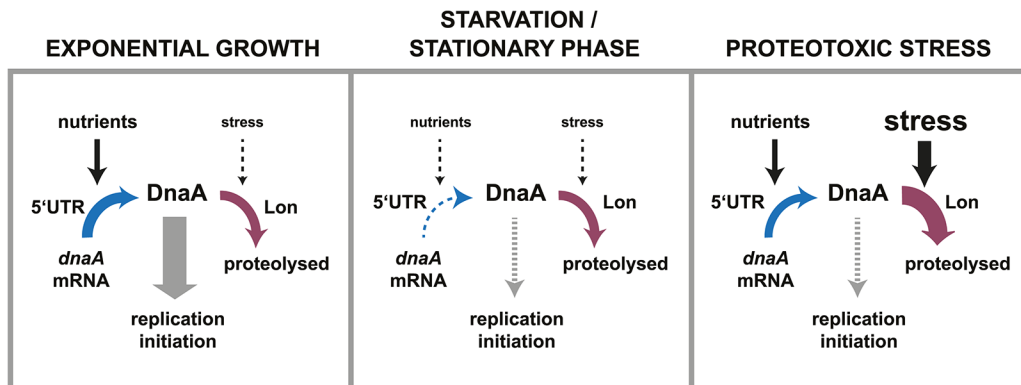 EXPONENTIAL GROWTH
nutrients
stress
5‘UTR
DnaA
Lon
dnaA
mRNA
proteolysed
replication
initiation
STARVATION /
STATIONARY PHASE
nutrients
stress
5‘UTR
DnaA
Lon
dnaA
mRNA
proteolysed
replication
initiation
PROTEOTOXIC STRESS
nutrients
stress
5‘UTR
DnaA
Lon
dnaA
mRNA
proteolysed
replication
initiation